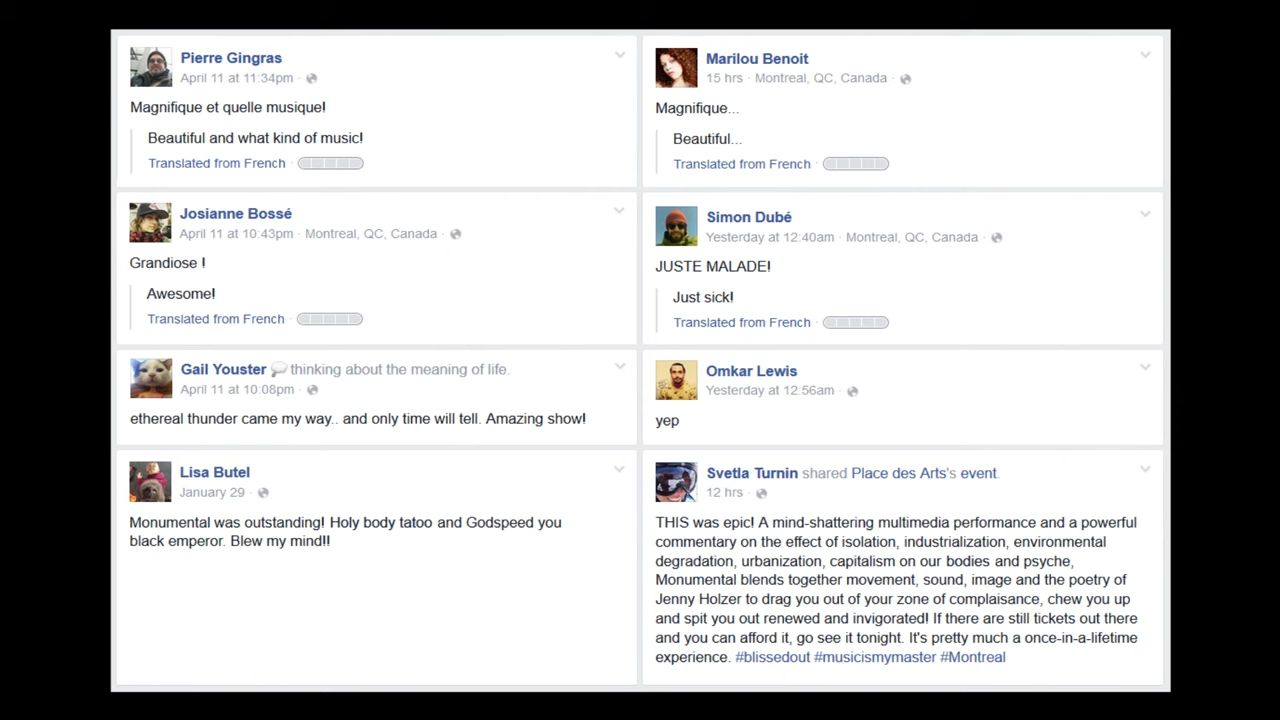 Pierre Gingras
April 11 at 11:34pm ·
Magnifique et quelle musique!
Beautiful and what kind of music!
Translated from French ·
Marilou Benoit
15 hrs · Montreal, QC, Canada ·
Magnifique...
Beautiful...
Translated from French ·
Josianne Bossé
April 11 at 10:43pm · Montreal, QC, Canada ·
Grandiose !
Awesome!
Translated from French ·
Simon Dubé
Yesterday at 12:40am · Montreal, QC, Canada ·
JUSTE MALADE!
Just sick!
Translated from French ·
Gail Youster thinking about the meaning of life.
April 11 at 10:08pm ·
ethereal thunder came my way.. and only time will tell. Amazing show!
Omkar Lewis
Yesterday at 12:56am ·
yep
Lisa Butel
January 29 ·
Monumental was outstanding! Holy body tatoo and Godspeed you
black emperor. Blew my mind!!
Svetla Turnin shared Place des Arts's event.
12 hrs ·
THIS was epic! A mind-shattering multimedia performance and a powerful
commentary on the effect of isolation, industrialization, environmental
degradation, urbanization, capitalism on our bodies and psyche,
Monumental blends together movement, sound, image and the poetry of
Jenny Holzer to drag you out of your zone of complaisance, chew you up
and spit you out renewed and invigorated! If there are still tickets out there
and you can afford it, go see it tonight. It's pretty much a once-in-a-lifetime
experience. #blissedout #musicismymaster #Montreal